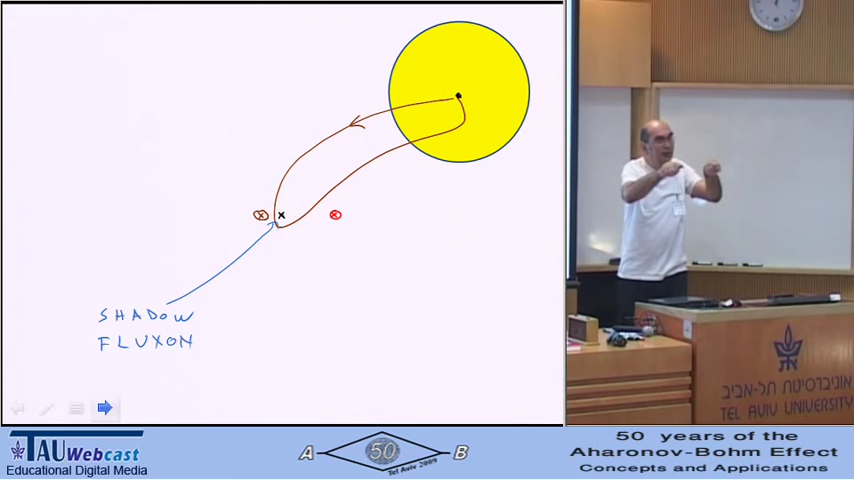 SHADOW
FLUXON
אוניברסיטת תל-אביב
TEL AVIV UNIVERSITY
TAUWebcast
Educational Digital Media
A 50 B
Tel Aviv 2009
50 years of the
Aharonov-Bohm Effect
Concepts and Applications